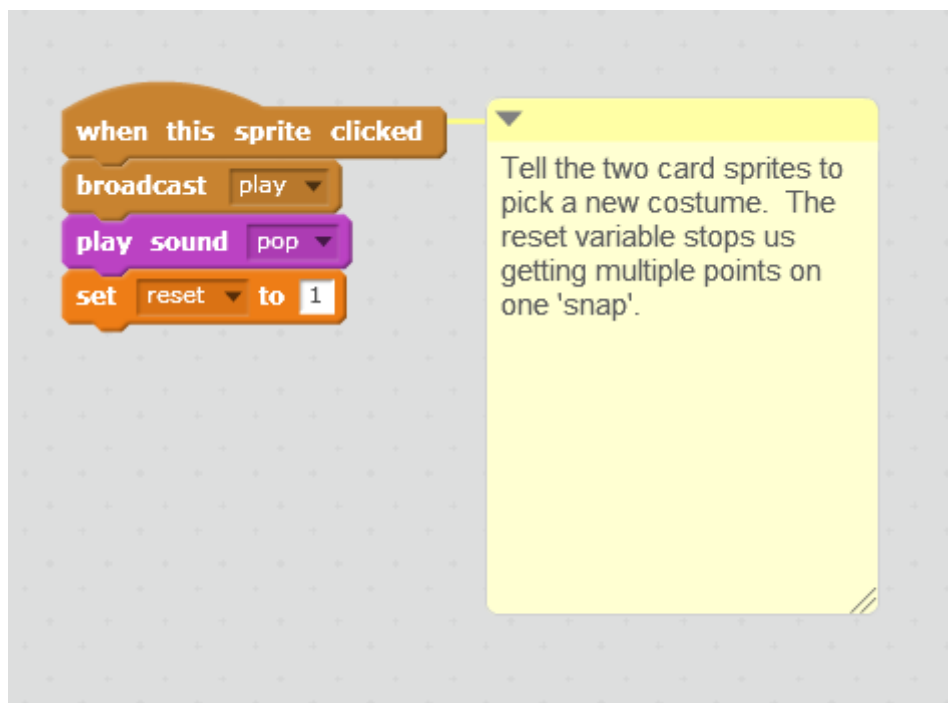 when this sprite clicked
broadcast play
play sound pop
set reset to 1
Tell the two card sprites to
pick a new costume. The
reset variable stops us
getting multiple points on
one 'snap'.